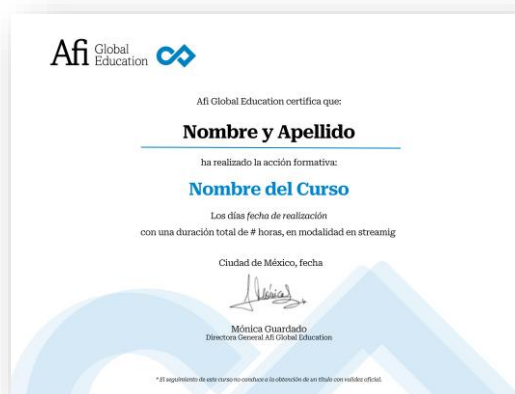 Afi Global
Education
Afi Global Education certifica que:
Nombre y Apellido
ha realizado la acción formativa:
Nombre del Curso
Los días fecha de realización
con una duración total de # horas, en modalidad en streamig
Ciudad de México, fecha
Mónica
Mónica Guardado
Directora General Afi Global Education
* El seguimiento de este curso no conduce a la obtención de un título con validez oficial.